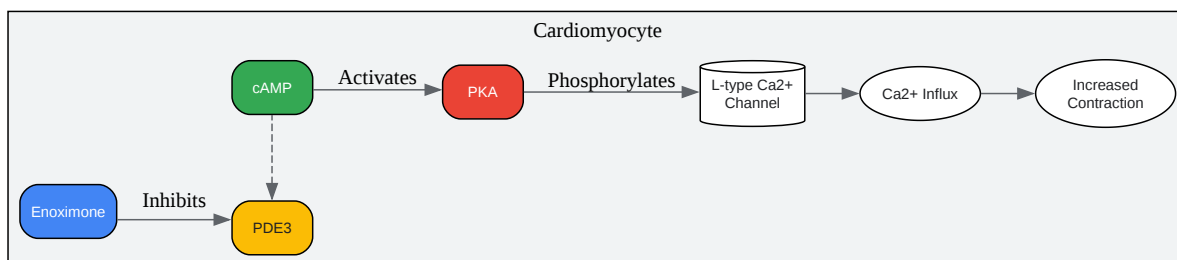 Cardiomyocyte
cAMP
Activates
PKA
Phosphorylates
L-type Ca2+
Channel
Ca2+ Influx
Increased
Contraction
Enoximone
Inhibits
PDE3